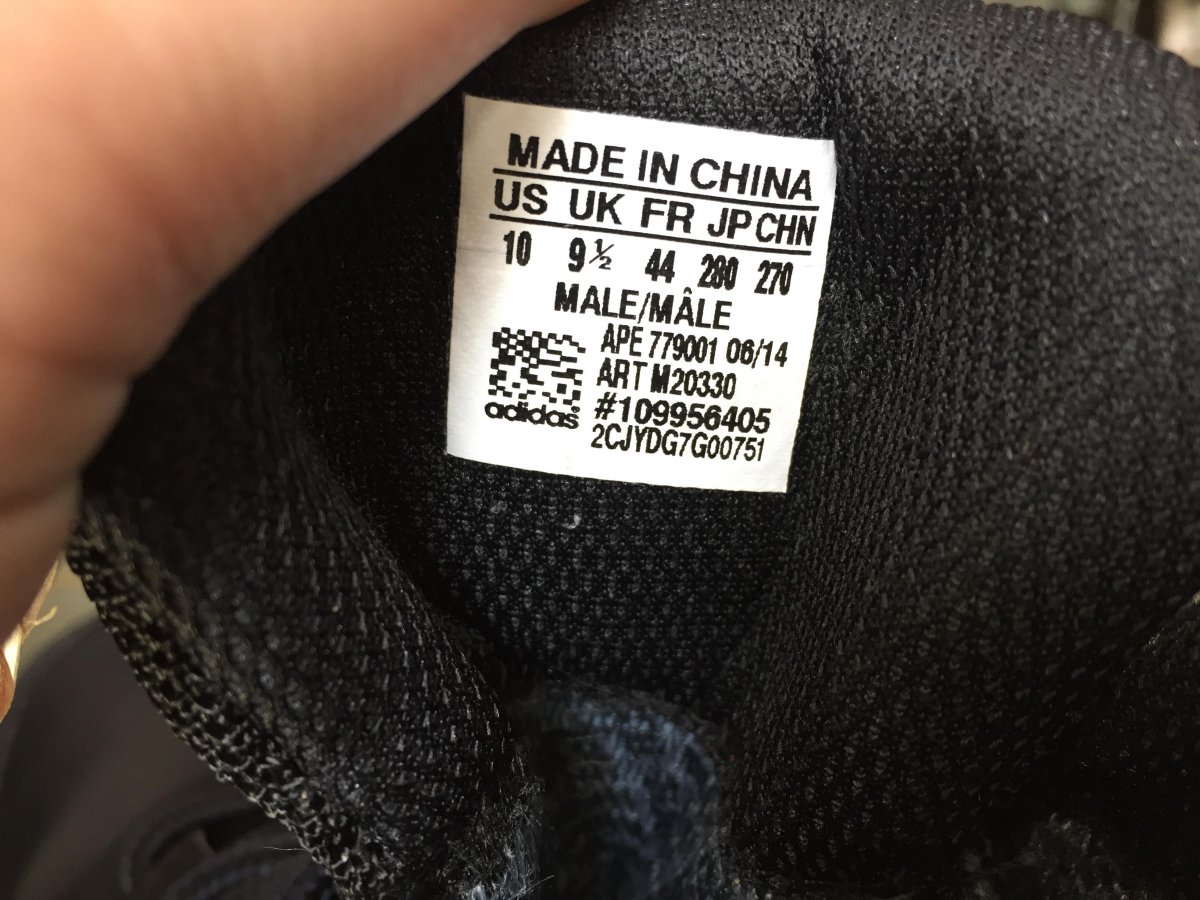 MADE IN CHINA
US UK FR JP CHN
10 9½ 44 280 270
MALE/MÂLE
APE 779001 06/14
ART M20330
#109956405
adidas®
2CJYDG7G00751